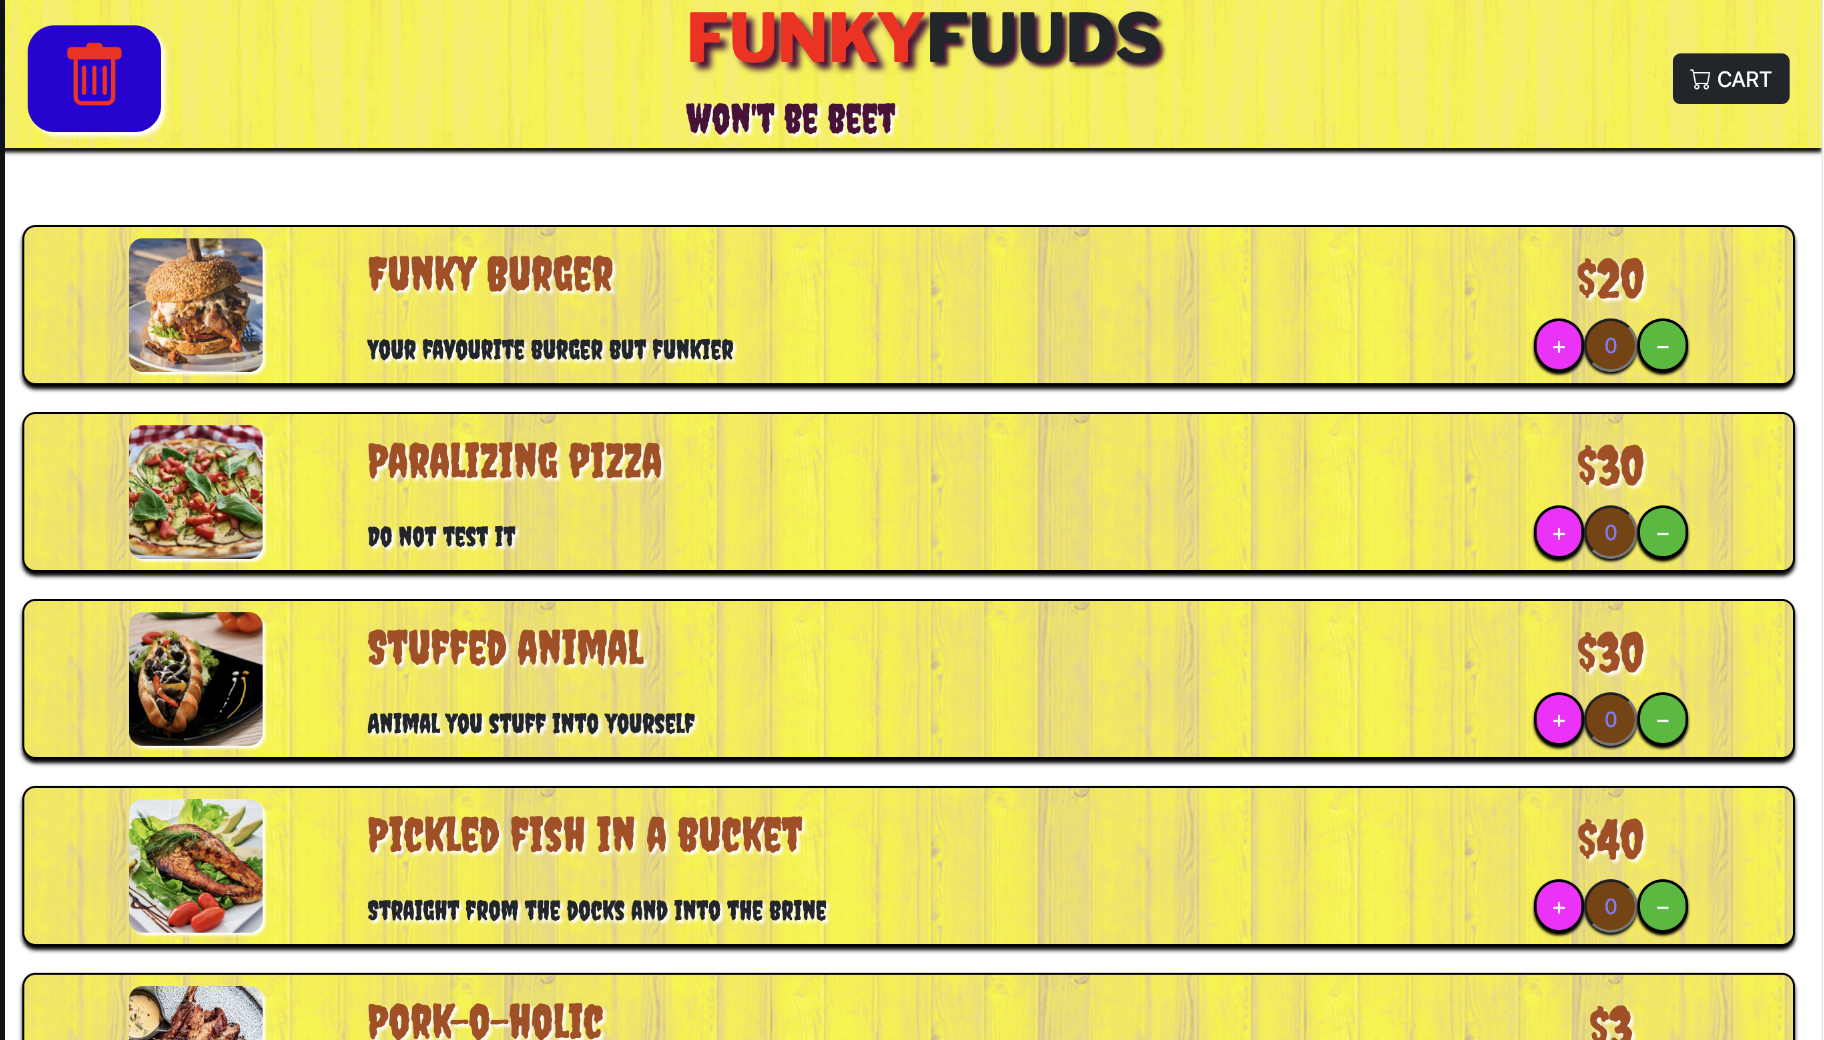 FUNKYFUUDS
WON'T BE BEET
CART
FUNKY BURGER
YOUR FAVOURITE BURGER BUT FUNKIER
$20
+ 0 −
PARALIZING PIZZA
DO NOT TEST IT
$30
+ 0 −
STUFFED ANIMAL
ANIMAL YOU STUFF INTO YOURSELF
$30
+ 0 −
PICKLED FISH IN A BUCKET
STRAIGHT FROM THE DOCKS AND INTO THE BRINE
$40
+ 0 −
PORK-O-HOLIC
$3